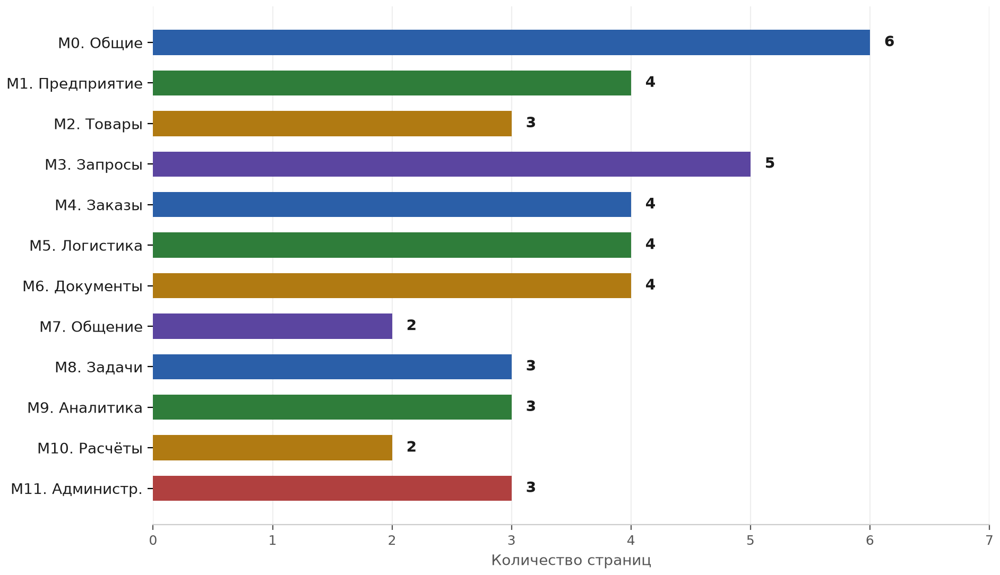 М0. Общие 6
М1. Предприятие 4
М2. Товары 3
М3. Запросы 5
М4. Заказы 4
М5. Логистика 4
М6. Документы 4
М7. Общение 2
М8. Задачи 3
М9. Аналитика 3
М10. Расчёты 2
М11. Администр. 3
0 1 2 3 4 5 6 7
Количество страниц